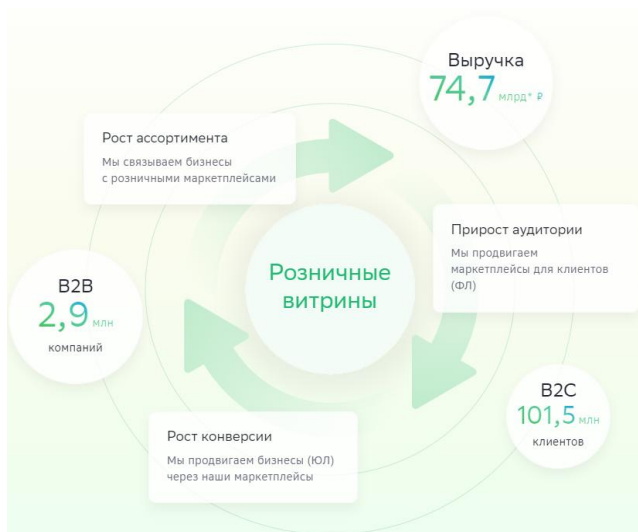 Выручка
74,7 млрд* ₽
Рост ассортимента
Мы связываем бизнесы
с розничными маркетплейсами
Прирост аудитории
Мы продвигаем
маркетплейсы для клиентов
(ФЛ)
Розничные
витрины
B2B
2,9 млн
компаний
B2C
101,5 млн
клиентов
Рост конверсии
Мы продвигаем бизнесы (ЮЛ)
через наши маркетплейсы